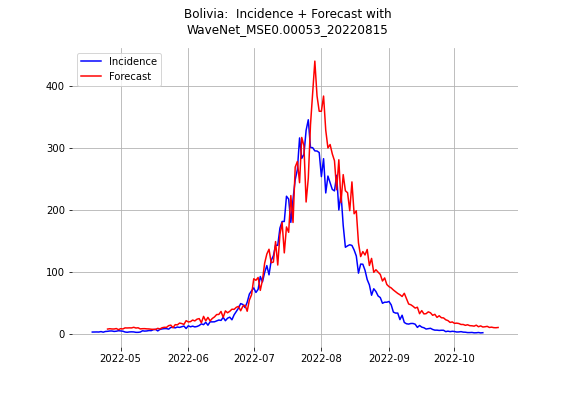 Bolivia:  Incidence + Forecast with
WaveNet_MSE0.00053_20220815
Incidence
Forecast
400
300
200
100
0
2022-05 2022-06 2022-07 2022-08 2022-09 2022-10